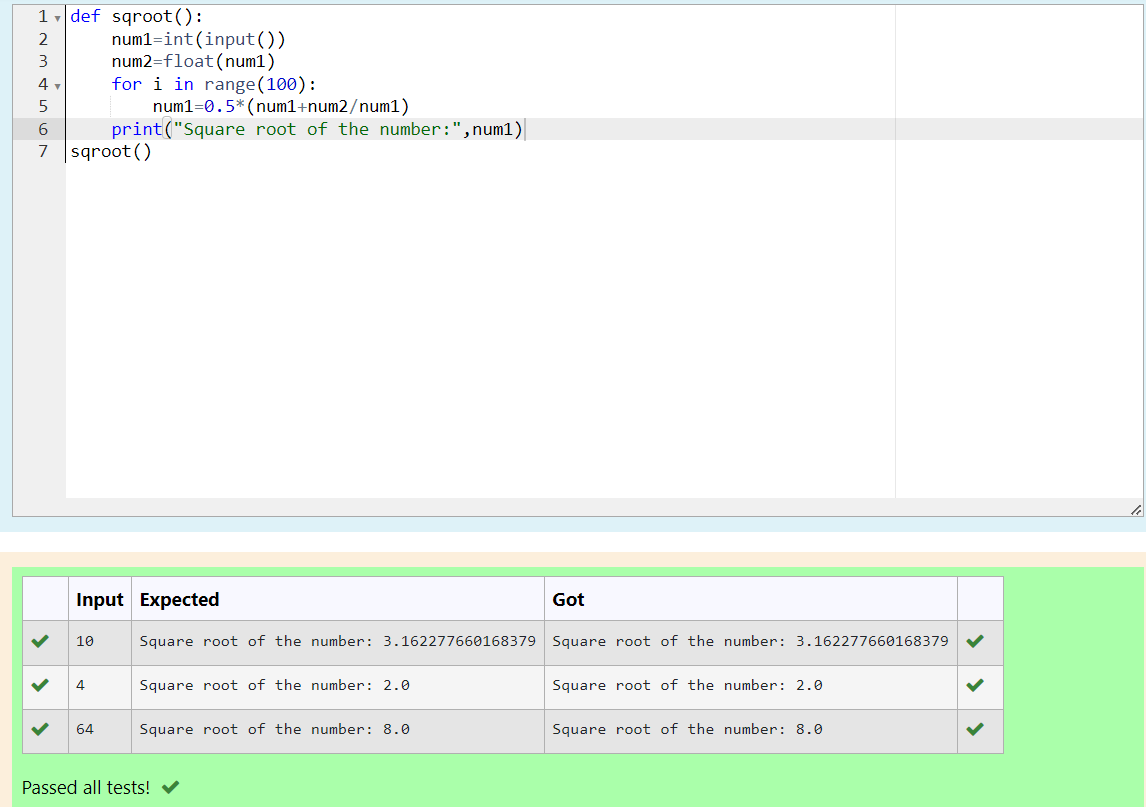 1 def sqroot():
2     num1=int(input())
3     num2=float(num1)
4     for i in range(100):
5         num1=0.5*(num1+num2/num1)
6     print("Square root of the number:",num1)
7 sqroot()
Input Expected Got
10 Square root of the number: 3.162277660168379 Square root of the number: 3.162277660168379
4 Square root of the number: 2.0 Square root of the number: 2.0
64 Square root of the number: 8.0 Square root of the number: 8.0
Passed all tests!